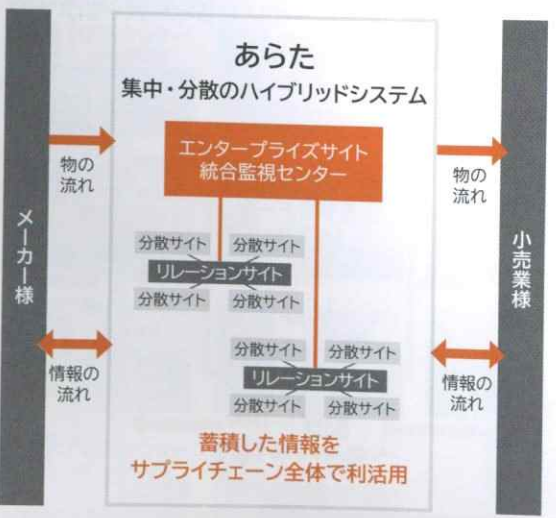 あらた
集中・分散のハイブリッドシステム
エンタープライズサイト
統合監視センター
メーカー様
物の
流れ
物の
流れ
小売業様
分散サイト 分散サイト
リレーションサイト
分散サイト 分散サイト
情報の
流れ
分散サイト 分散サイト
リレーションサイト
分散サイト 分散サイト
情報の
流れ
蓄積した情報を
サプライチェーン全体で利活用